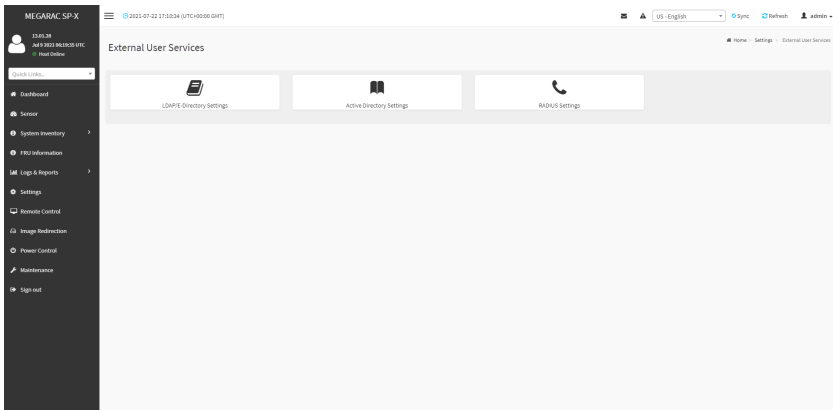 MEGARAC SP-X
2021-07-22 17:10:34 (UTC+00:00 GMT)
US - English
Sync
Refresh
admin
13.01.28
Jul 9 2021 06:19:55 UTC
Host Online
Quick Links...
Dashboard
Sensor
System Inventory
FRU Information
Logs & Reports
Settings
Remote Control
Image Redirection
Power Control
Maintenance
Sign out
External User Services
Home > Settings > External User Services
LDAP/E-Directory Settings
Active Directory Settings
RADIUS Settings